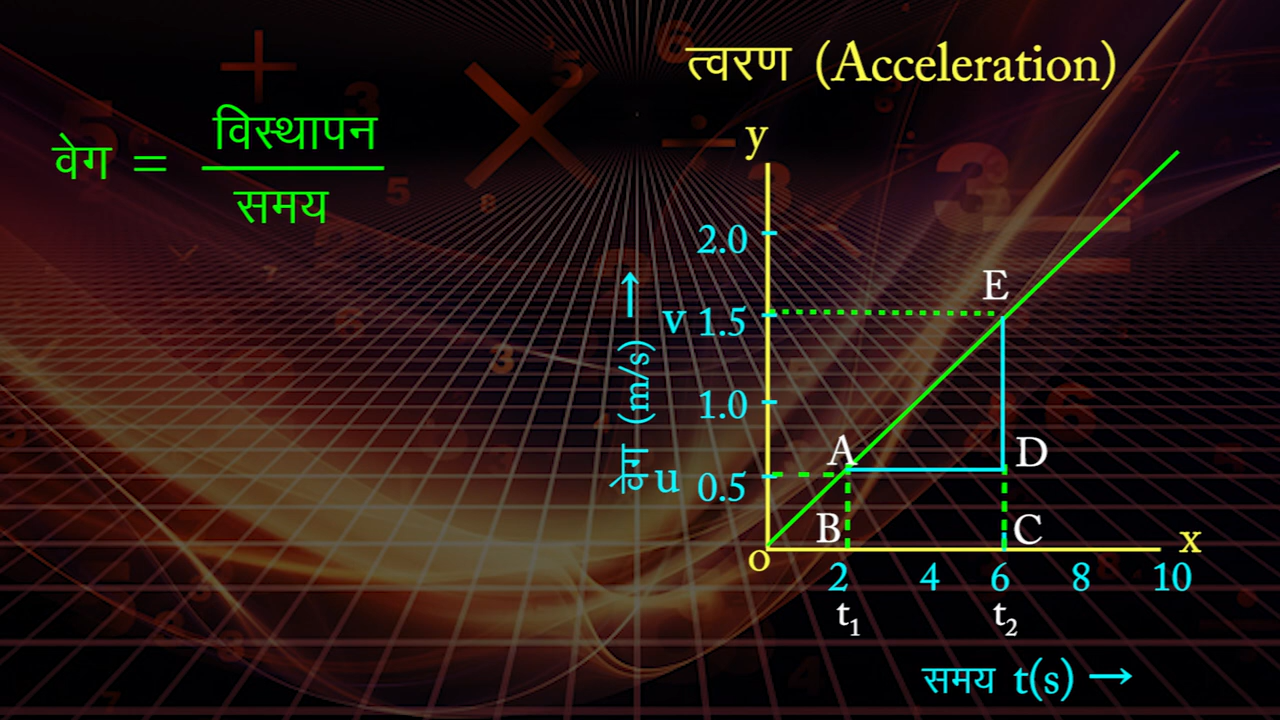 त्वरण (Acceleration)
वेग = विस्थापन
समय
y
2.0
v 1.5
1.0
u 0.5
वेग (m/s) →
E
A
D
B
C
o
x
2 4 6 8 10
t₁ t₂
समय t(s) →